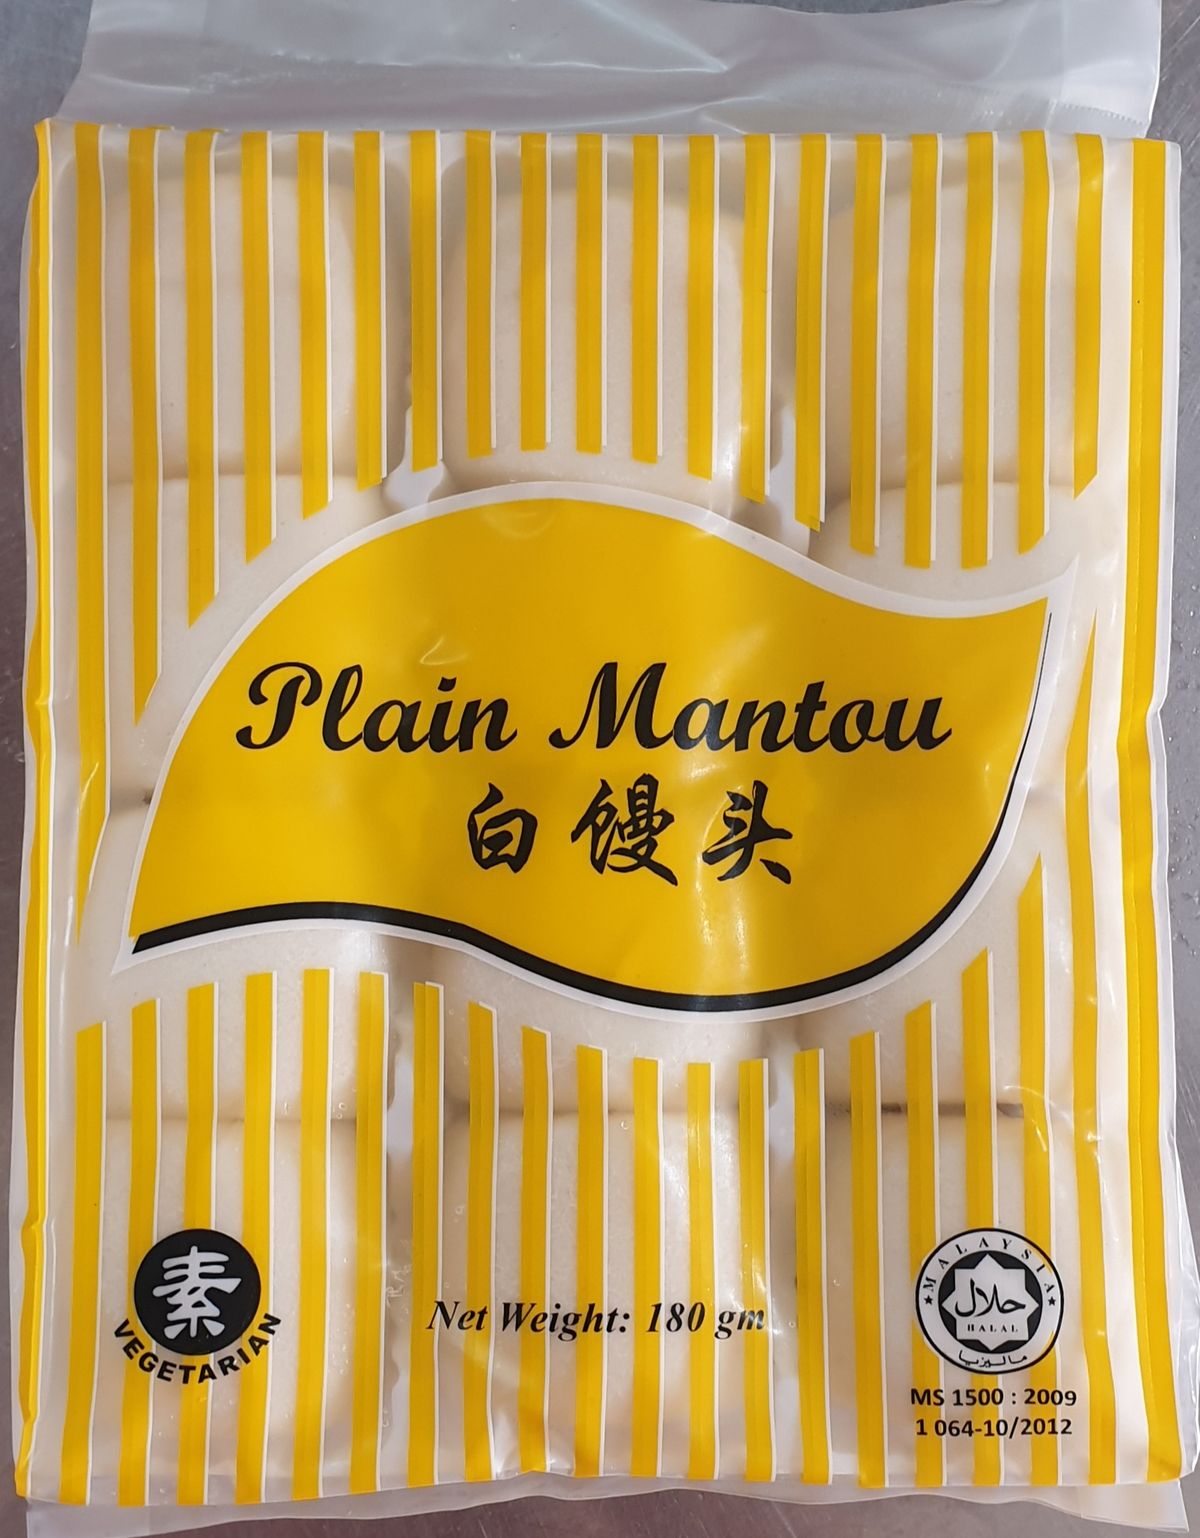 Plain Mantou
白馒头
素
VEGETARIAN
Net Weight: 180 gm
MALAYSIA
حلال
HALAL
ماليزيا
MS 1500 : 2009
1 064-10/2012